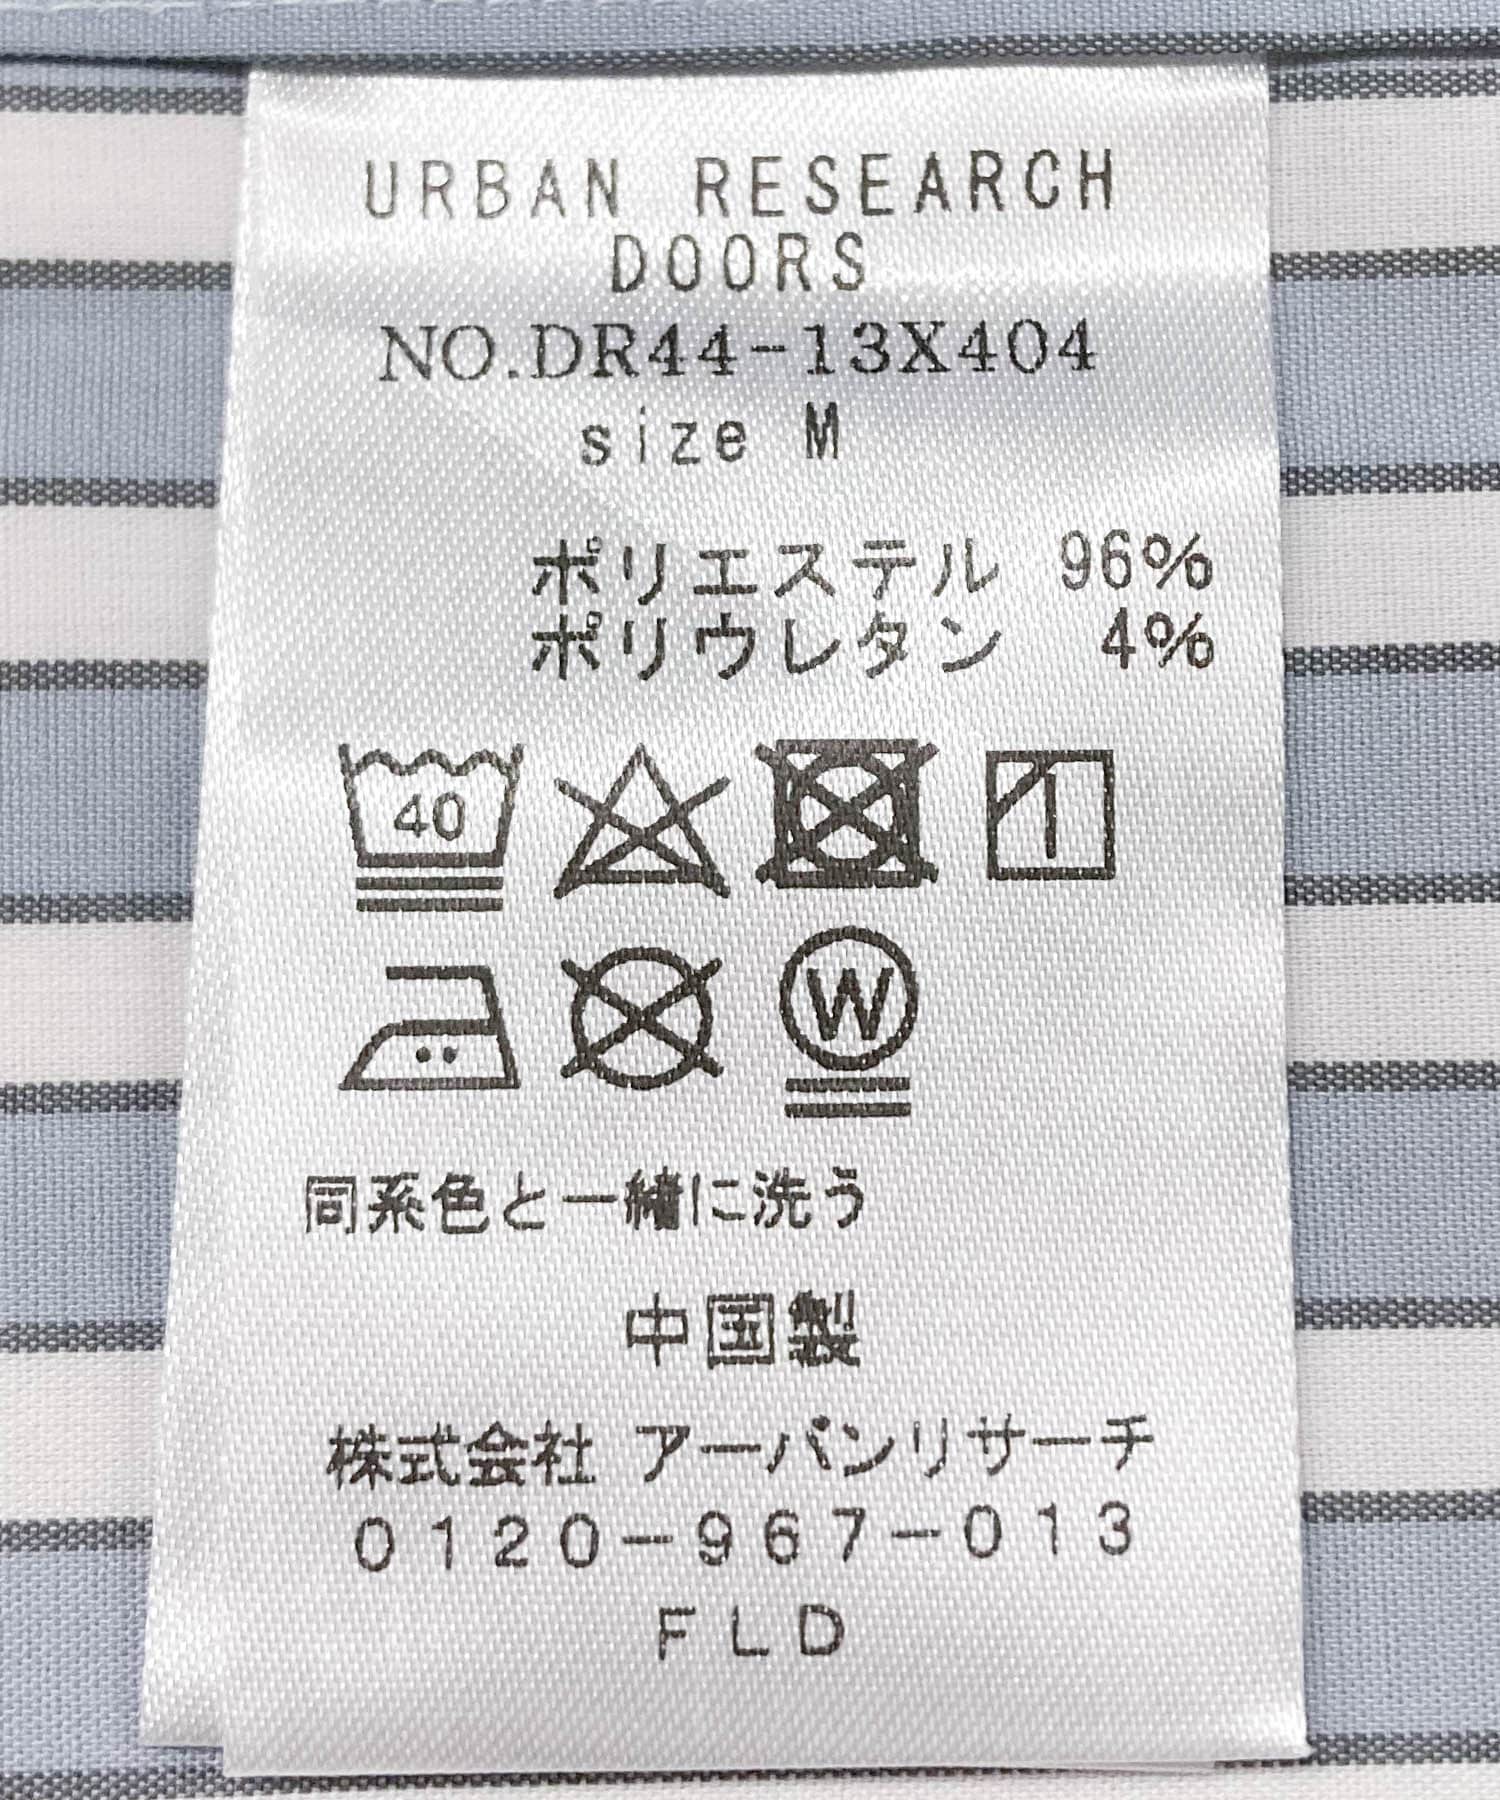 URBAN RESEARCH
DOORS
NO.DR44-13X404
size M
ポリエステル 96%
ポリウレタン 4%
40
W
同系色と一緒に洗う
中国製
株式会社 アーバンリサーチ
0120-967-013
FLD